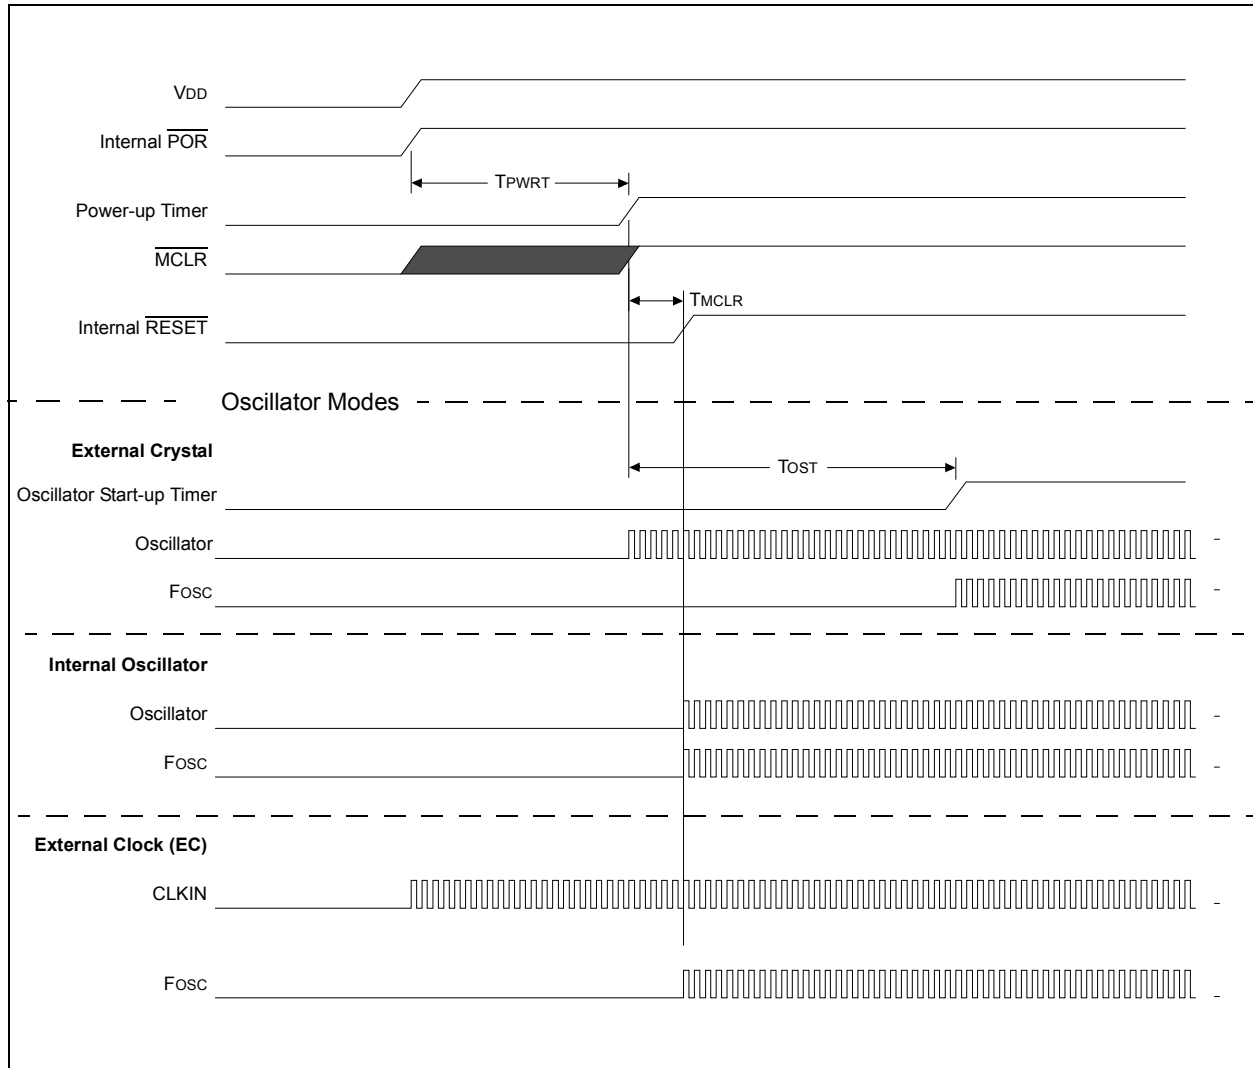 VDD
Internal POR
TPWRT
Power-up Timer
MCLR
TMCLR
Internal RESET
Oscillator Modes
External Crystal
TOST
Oscillator Start-up Timer
Oscillator
FOSC
Internal Oscillator
Oscillator
FOSC
External Clock (EC)
CLKIN
FOSC